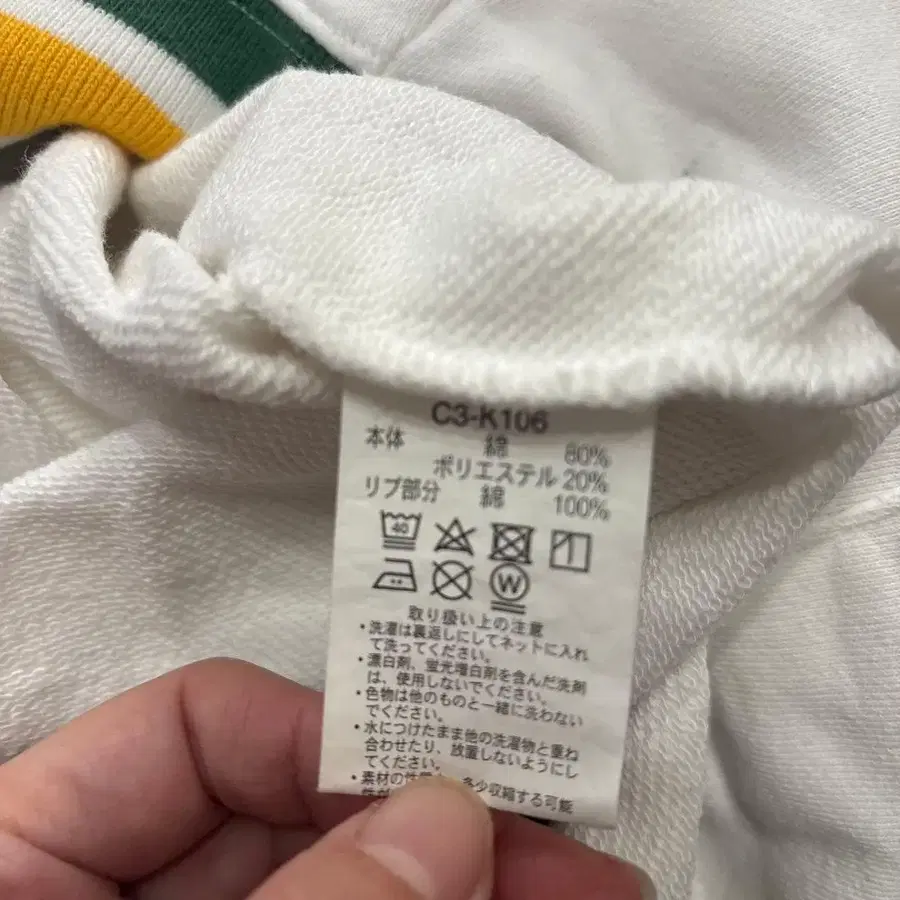 C3-K106
本体 綿 80%
ポリエステル 20%
リブ部分 綿 100%
40
W
取り扱い上の注意
・洗濯は裏返しにしてネットに入れ
て洗ってください。
・漂白剤、蛍光増白剤を含んだ洗剤
は、使用しないでください。
・色物は他のものと一緒に洗わない
でください。
・水につけたまま他の洗濯物と重ね
合わせたり、放置しないようにし
てください。
・素材の性質上、多少収縮する可能
性が